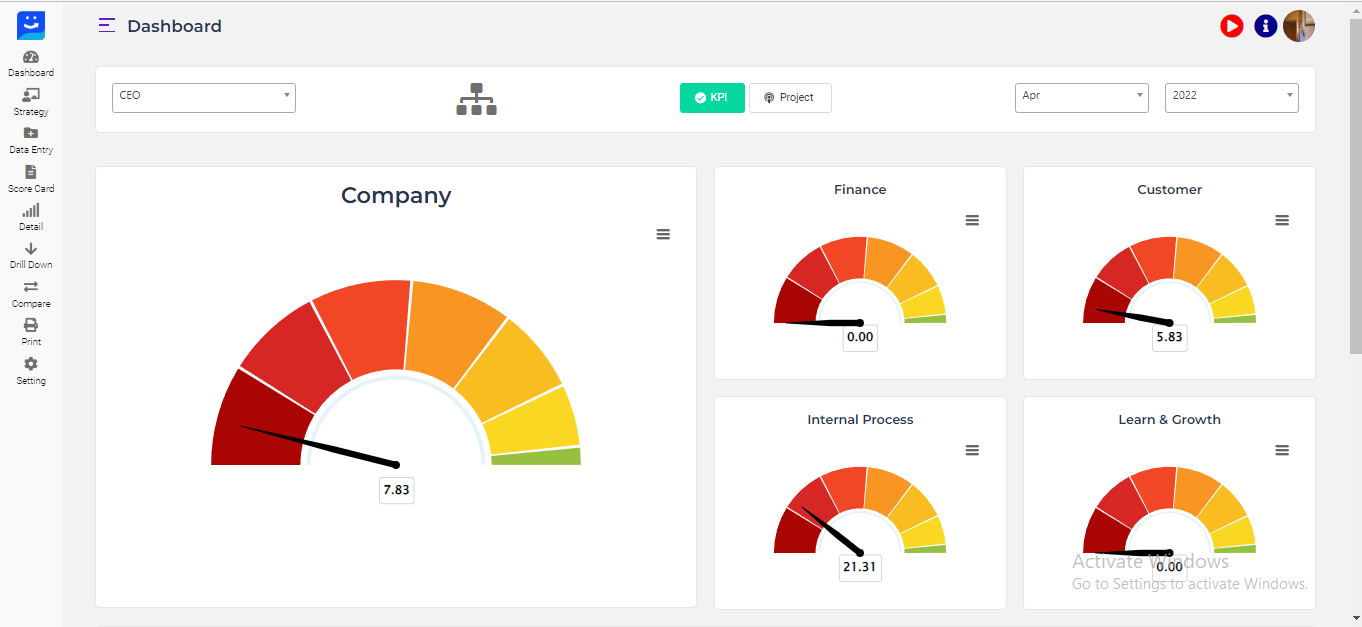 Dashboard
Dashboard
Strategy
Data Entry
Score Card
Detail
Drill Down
Compare
Print
Setting
CEO
KPI
Project
Apr
2022
Company
7.83
Finance
0.00
Customer
5.83
Internal Process
21.31
Learn & Growth
0.00
Activate Windows
Go to Settings to activate Windows.